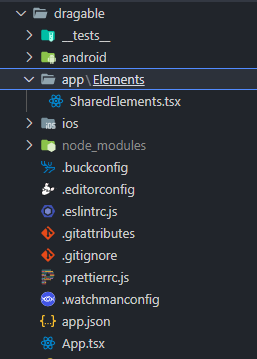 dragable
__tests__
android
app\Elements
SharedElements.tsx
ios
node_modules
.buckconfig
.editorconfig
.eslintrc.js
.gitattributes
.gitignore
.prettierrc.js
.watchmanconfig
app.json
App.tsx